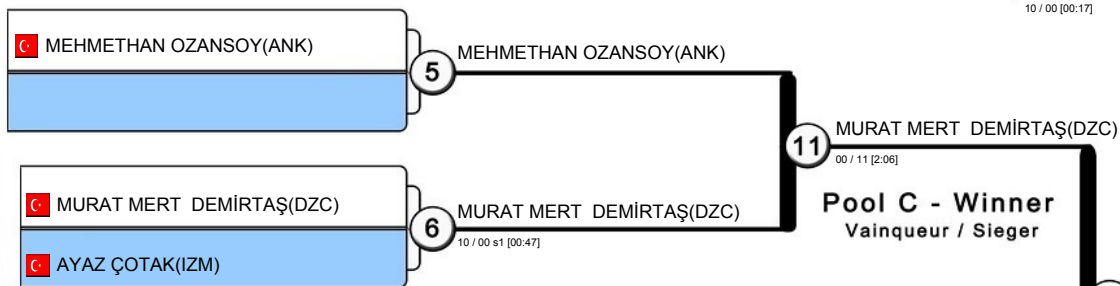 10 / 00 [00:17]
MEHMETHAN OZANSOY(ANK)
5
MEHMETHAN OZANSOY(ANK)
11
MURAT MERT DEMİRTAŞ(DZC)
00 / 11 [2:06]
Pool C - Winner
Vainqueur / Sieger
MURAT MERT DEMİRTAŞ(DZC)
6
MURAT MERT DEMİRTAŞ(DZC)
10 / 00 s1 [00:47]
AYAZ ÇOTAK(IZM)